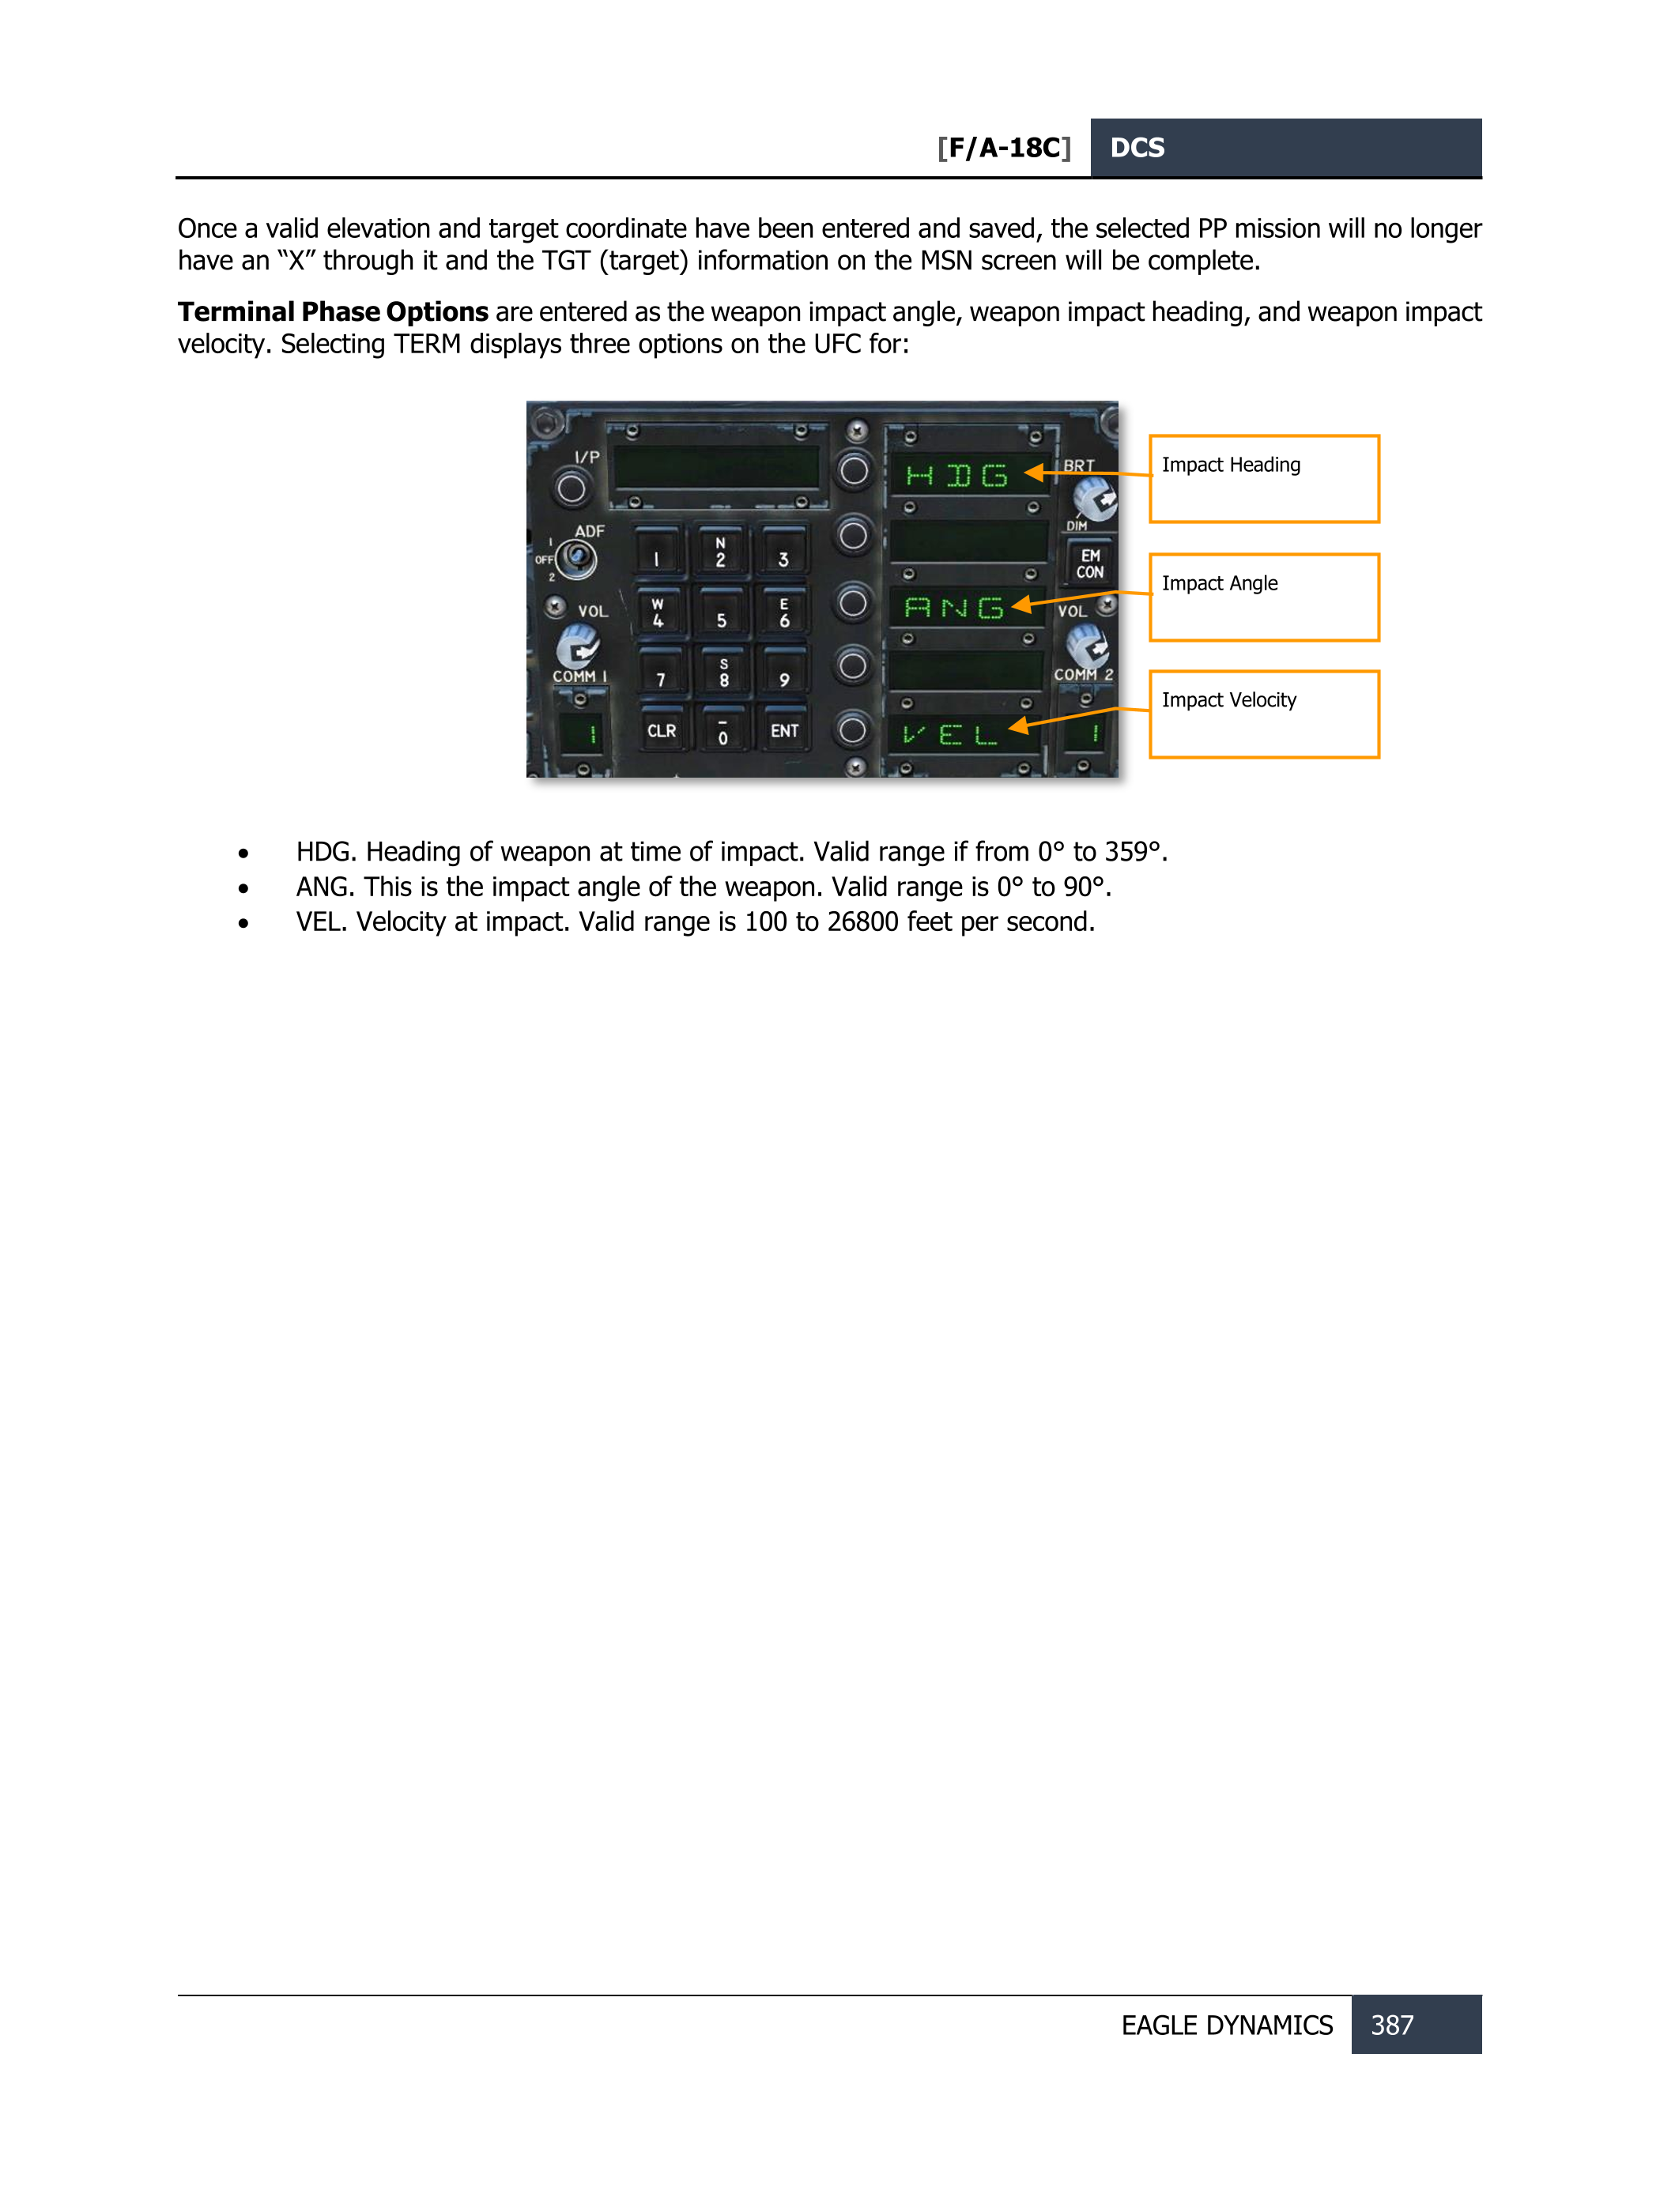 [F/A-18C] DCS
Once a valid elevation and target coordinate have been entered and saved, the selected PP mission will no longer
have an “X” through it and the TGT (target) information on the MSN screen will be complete.
Terminal Phase Options are entered as the weapon impact angle, weapon impact heading, and weapon impact
velocity. Selecting TERM displays three options on the UFC for:
I/P
HDG
BRT
Impact Heading
DIM
ADF
1
OFF
2
1
N
2
3
EM
CON
Impact Angle
VOL
W
4
5
E
6
ANG
VOL
COMM 1
7
S
8
9
COMM 2
Impact Velocity
1
CLR
–
0
ENT
VEL
1
• HDG. Heading of weapon at time of impact. Valid range if from 0° to 359°.
• ANG. This is the impact angle of the weapon. Valid range is 0° to 90°.
• VEL. Velocity at impact. Valid range is 100 to 26800 feet per second.
EAGLE DYNAMICS 387